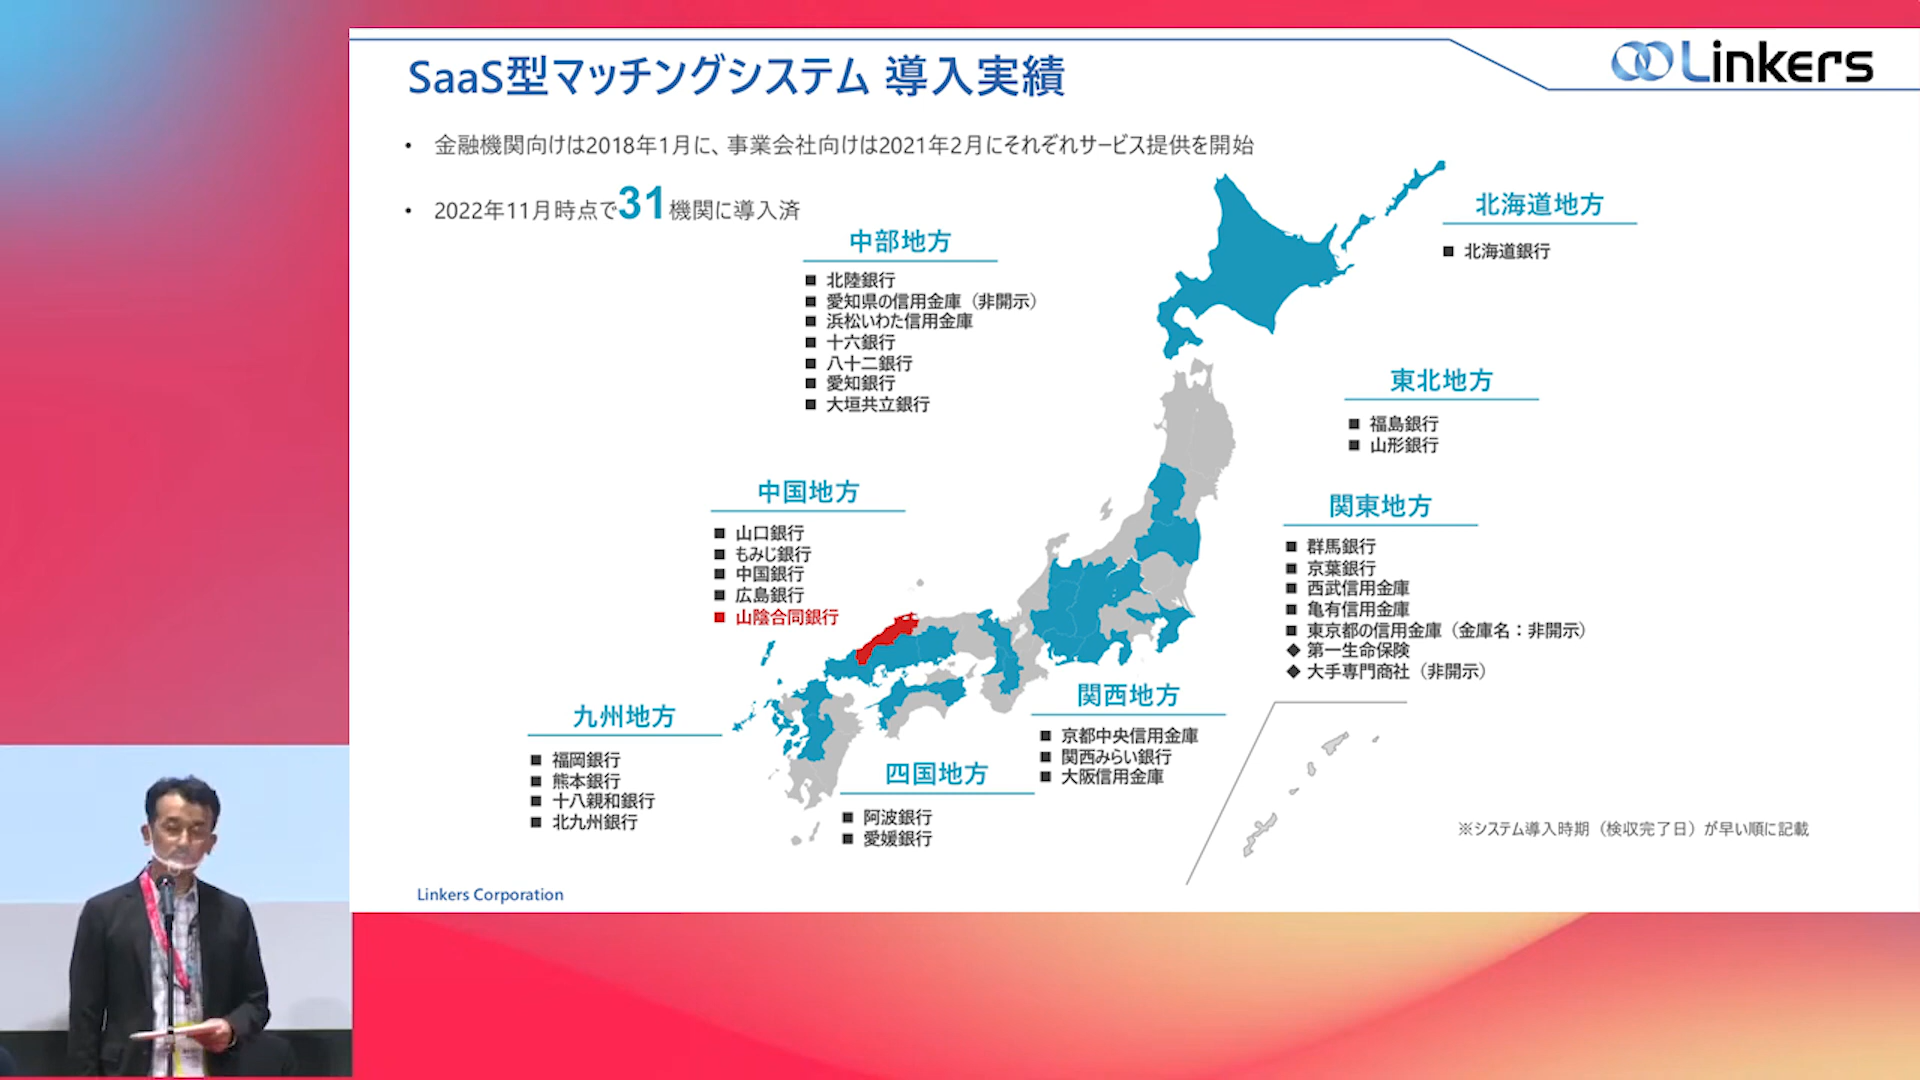 SaaS型マッチングシステム 導入実績
Linkers
• 金融機関向けは2018年1月に、事業会社向けは2021年2月にそれぞれサービス提供を開始
• 2022年11月時点で31機関に導入済
中部地方
■ 北陸銀行
■ 愛知県の信用金庫（非開示）
■ 浜松いわた信用金庫
■ 十六銀行
■ 八十二銀行
■ 愛知銀行
■ 大垣共立銀行
北海道地方
■ 北海道銀行
東北地方
■ 福島銀行
■ 山形銀行
中国地方
■ 山口銀行
■ もみじ銀行
■ 中国銀行
■ 広島銀行
■ 山陰合同銀行
関東地方
■ 群馬銀行
■ 京葉銀行
■ 西武信用金庫
■ 亀有信用金庫
■ 東京都の信用金庫（金庫名：非開示）
◆ 第一生命保険
◆ 大手専門商社（非開示）
九州地方
■ 福岡銀行
■ 熊本銀行
■ 十八親和銀行
■ 北九州銀行
四国地方
■ 阿波銀行
■ 愛媛銀行
関西地方
■ 京都中央信用金庫
■ 関西みらい銀行
■ 大阪信用金庫
※システム導入時期（検収完了日）が早い順に記載
Linkers Corporation